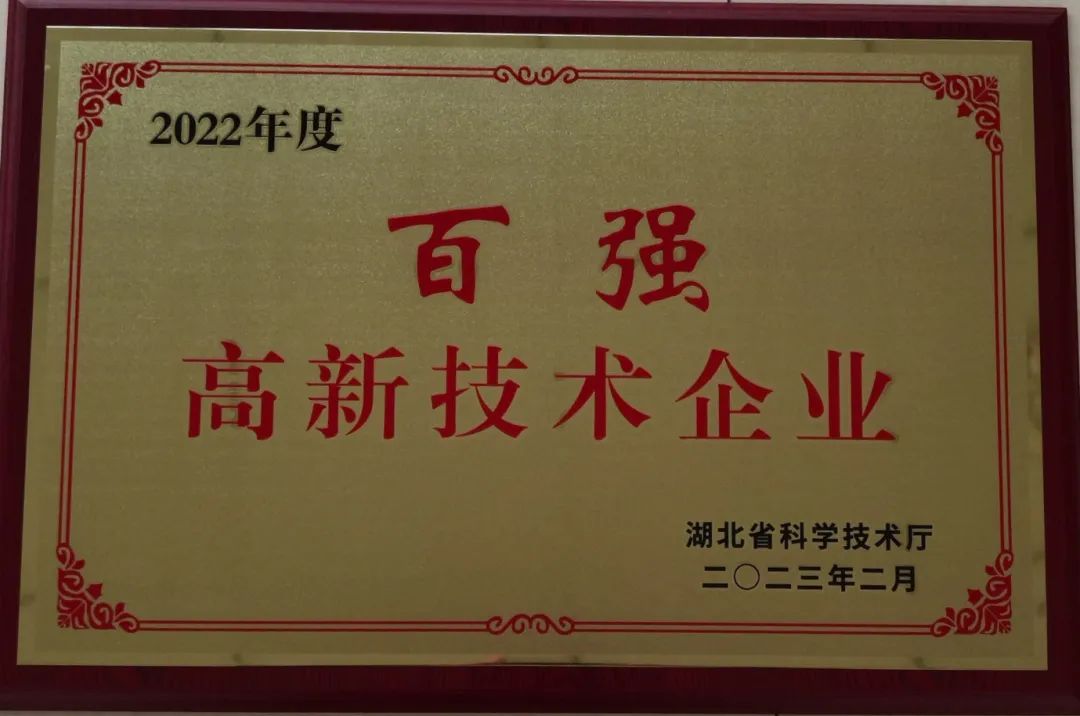 2022年度
百强
高新技术企业
湖北省科学技术厅
二〇二三年二月